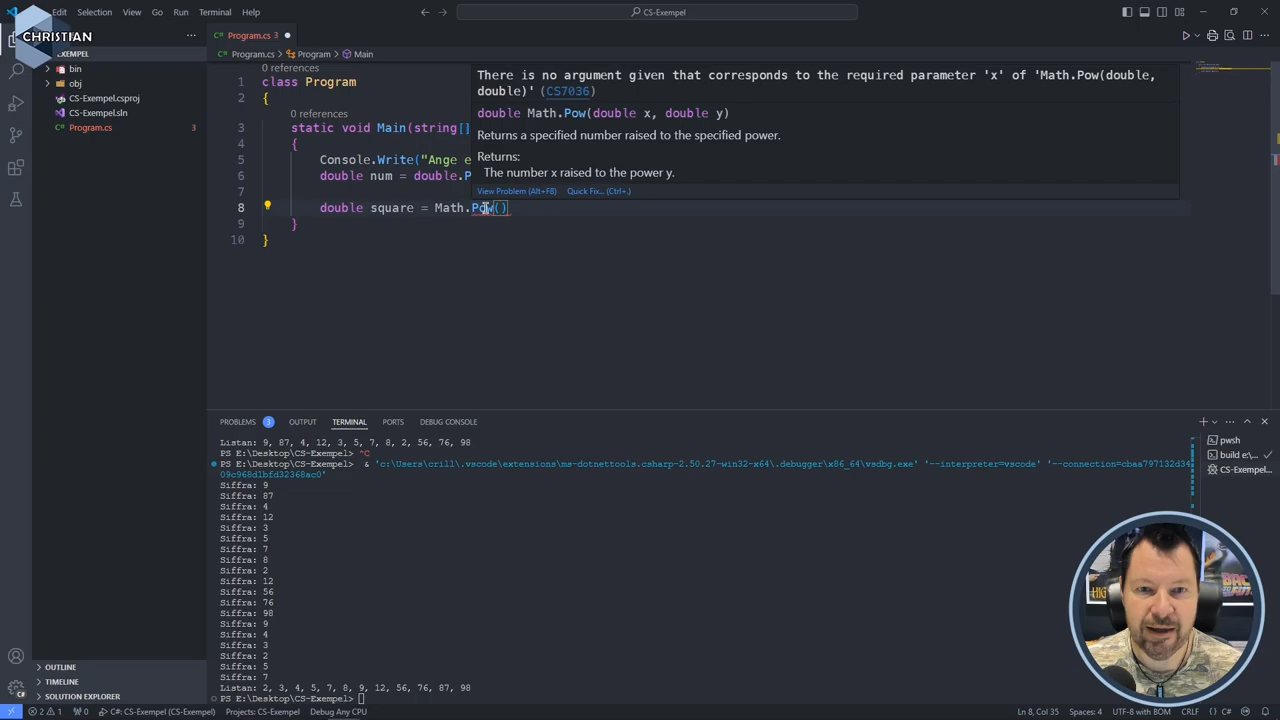 Edit Selection View Go Run Terminal Help
CS-Exempel
CHRISTIAN
Program.cs 3
EXEMPEL
bin
obj
CS-Exempel.csproj
CS-Exempel.sln
Program.cs 3
Program.cs > Program > Main
0 references
1 class Program
2 {
0 references
3 static void Main(string[]
4 {
5 Console.Write("Ange e
6 double num = double.P
7
8 double square = Math.Pow()
9 }
10 }
There is no argument given that corresponds to the required parameter 'x' of 'Math.Pow(double,
double)' (CS7036)
double Math.Pow(double x, double y)
Returns a specified number raised to the specified power.
Returns:
The number x raised to the power y.
View Problem (Alt+F8) Quick Fix... (Ctrl+.)
PROBLEMS 3 OUTPUT TERMINAL PORTS DEBUG CONSOLE
Listan: 9, 87, 4, 12, 3, 5, 7, 8, 2, 56, 76, 98
PS E:\Desktop\CS-Exempel> ^C
PS E:\Desktop\CS-Exempel> & 'c:\Users\crill\.vscode\extensions\ms-dotnettools.csharp-2.50.27-win32-x64\.debugger\x86_64\vsdbg.exe' '--interpreter=vscode' '--connection=cbaa797132d34
09c968d1bfd32368ac0'
Siffra: 9
Siffra: 87
Siffra: 4
Siffra: 12
Siffra: 3
Siffra: 5
Siffra: 7
Siffra: 8
Siffra: 2
Siffra: 12
Siffra: 56
Siffra: 76
Siffra: 98
Siffra: 9
Siffra: 4
Siffra: 3
Siffra: 2
Siffra: 5
Siffra: 7
Listan: 2, 3, 4, 5, 7, 8, 9, 12, 56, 76, 87, 98
PS E:\Desktop\CS-Exempel>
pwsh
build e:\...
CS-Exempel...
OUTLINE
TIMELINE
SOLUTION EXPLORER
2 1 0 C#: CS-Exempel (CS-Exempel) Projects: CS-Exempel Debug Any CPU
Ln 8, Col 35 Spaces: 4 UTF-8 with BOM CRLF {} C#